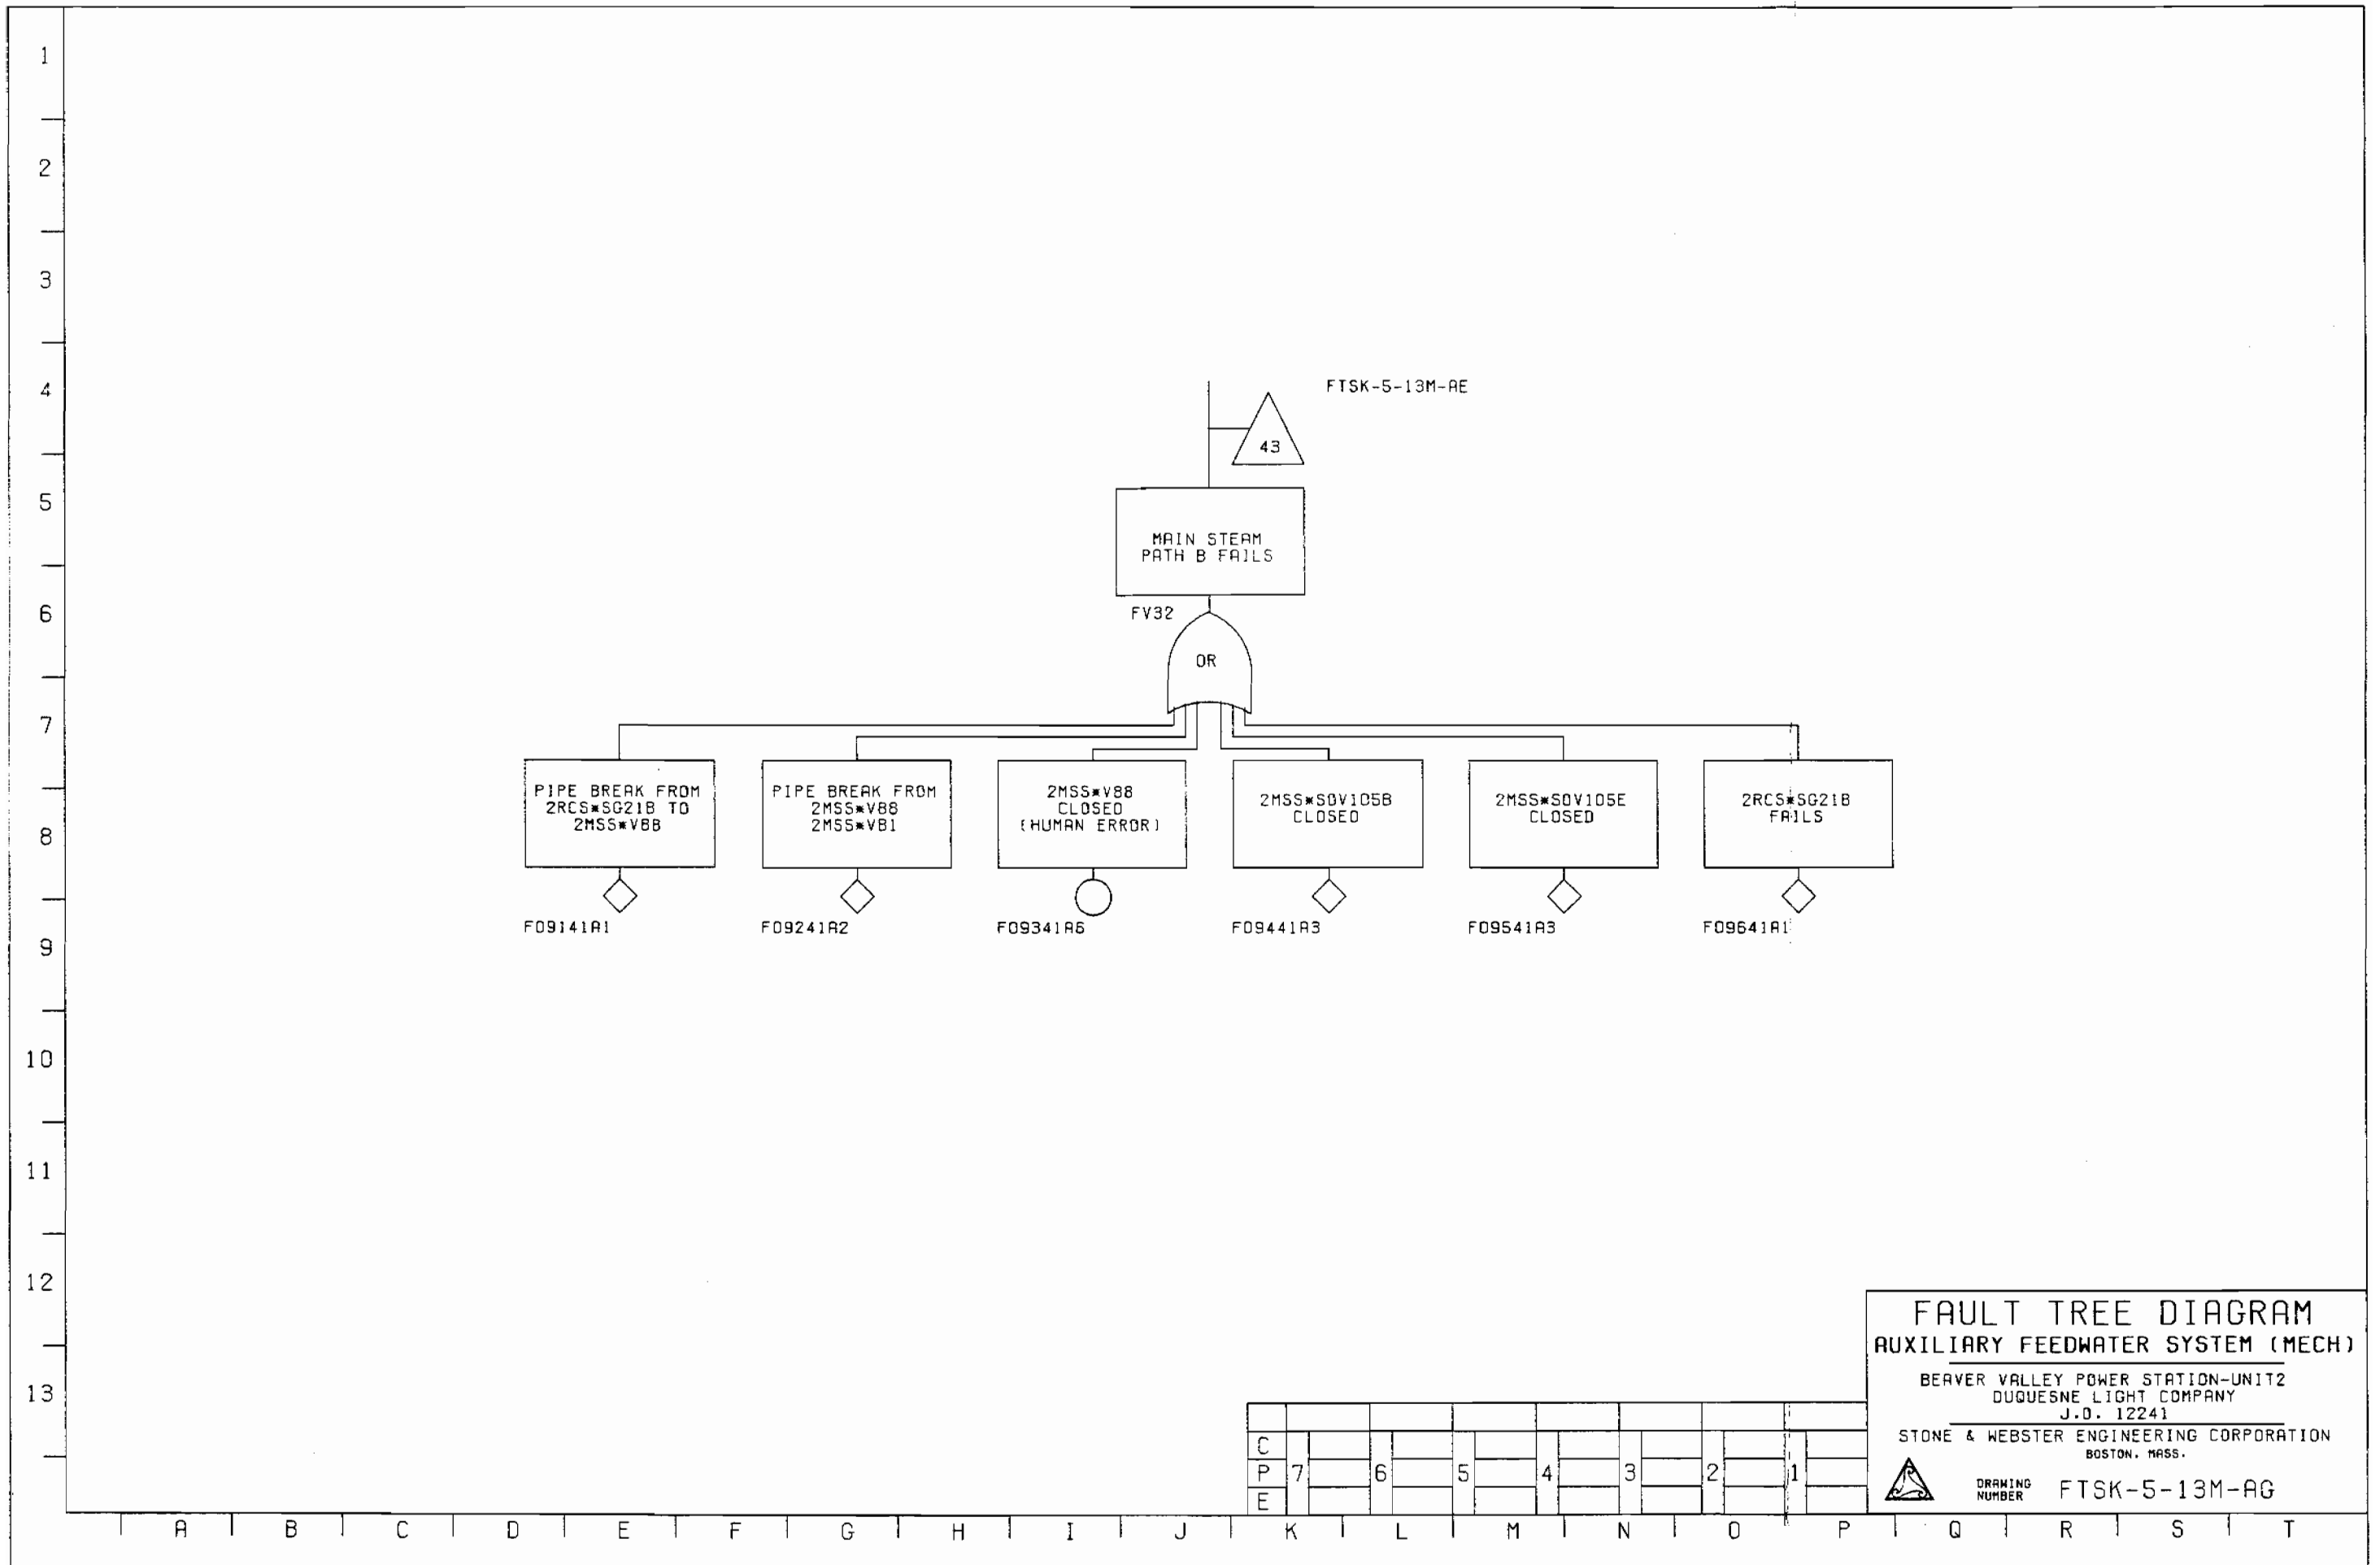 1
2
3
4
5
6
7
8
9
10
11
12
13
FTSK-5-13M-AE
43
MAIN STEAM
PATH B FAILS
FV32
OR
PIPE BREAK FROM
2RCS*SG21B TO
2MSS*V88
PIPE BREAK FROM
2MSS*V88
2MSS*V81
2MSS*V88
CLOSED
(HUMAN ERROR)
2MSS*SOV105B
CLOSED
2MSS*SOV105E
CLOSED
2RCS*SG21B
FAILS
F09141A1
F09241A2
F09341A6
F09441A3
F09541A3
F09641A1
FAULT TREE DIAGRAM
AUXILIARY FEEDWATER SYSTEM (MECH)
BEAVER VALLEY POWER STATION-UNIT2
DUQUESNE LIGHT COMPANY
J.O. 12241
STONE & WEBSTER ENGINEERING CORPORATION
BOSTON, MASS.
DRAWING
NUMBER
FTSK-5-13M-AG
C
P 7 6 5 4 3 2 1
E
A B C D E F G H I J K L M N O P Q R S T